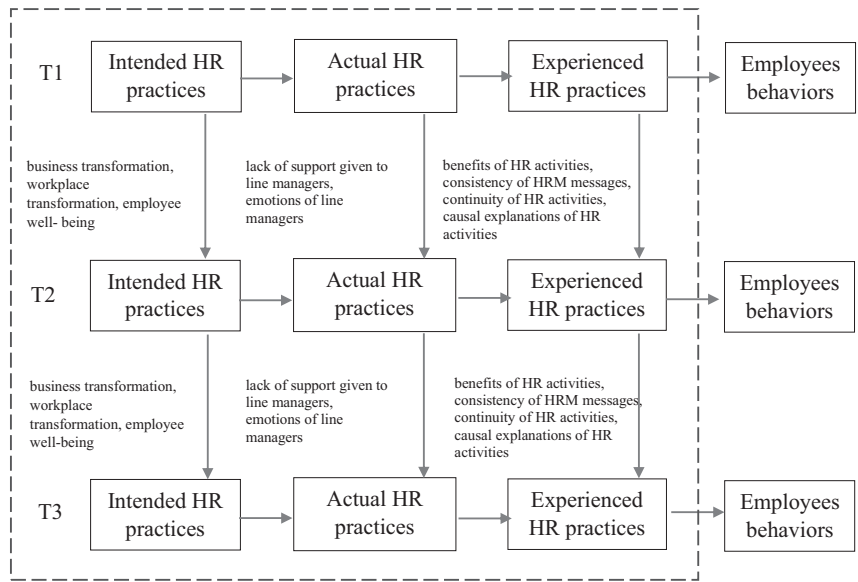 T1
Intended HR
practices
Actual HR
practices
Experienced
HR practices
Employees
behaviors
business transformation,
workplace
transformation, employee
well- being
lack of support given to
line managers,
emotions of line
managers
benefits of HR activities,
consistency of HRM messages,
continuity of HR activities,
causal explanations of HR
activities
T2
Intended HR
practices
Actual HR
practices
Experienced
HR practices
Employees
behaviors
business transformation,
workplace
transformation, employee
well-being
lack of support given to
line managers,
emotions of line
managers
benefits of HR activities,
consistency of HRM messages,
continuity of HR activities,
causal explanations of HR
activities
T3
Intended HR
practices
Actual HR
practices
Experienced
HR practices
Employees
behaviors